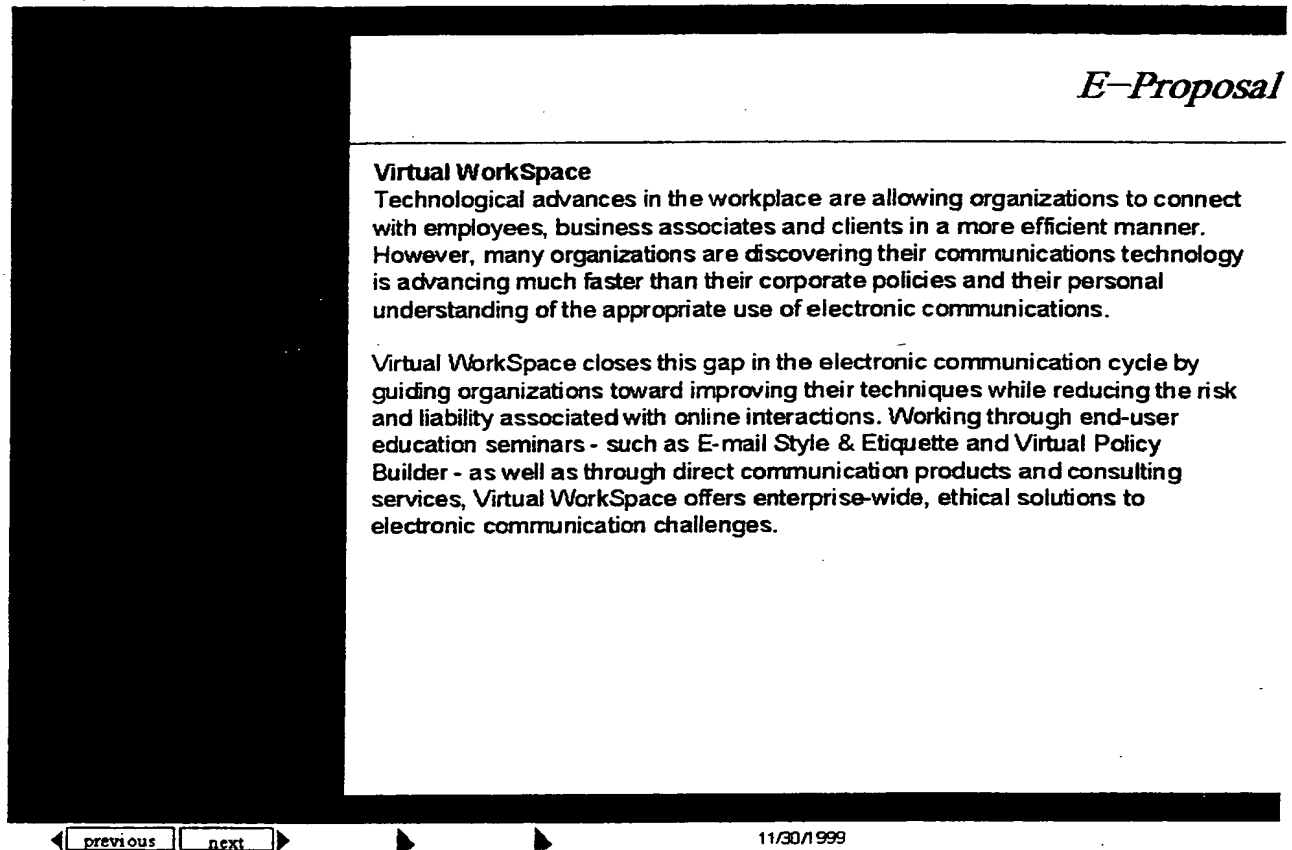 E-Proposal
Virtual WorkSpace
Technological advances in the workplace are allowing organizations to connect
with employees, business associates and clients in a more efficient manner.
However, many organizations are discovering their communications technology
is advancing much faster than their corporate policies and their personal
understanding of the appropriate use of electronic communications.
Virtual WorkSpace closes this gap in the electronic communication cycle by
guiding organizations toward improving their techniques while reducing the risk
and liability associated with online interactions. Working through end-user
education seminars - such as E-mail Style & Etiquette and Virtual Policy
Builder - as well as through direct communication products and consulting
services, Virtual WorkSpace offers enterprise-wide, ethical solutions to
electronic communication challenges.
previous next 11/30/1999